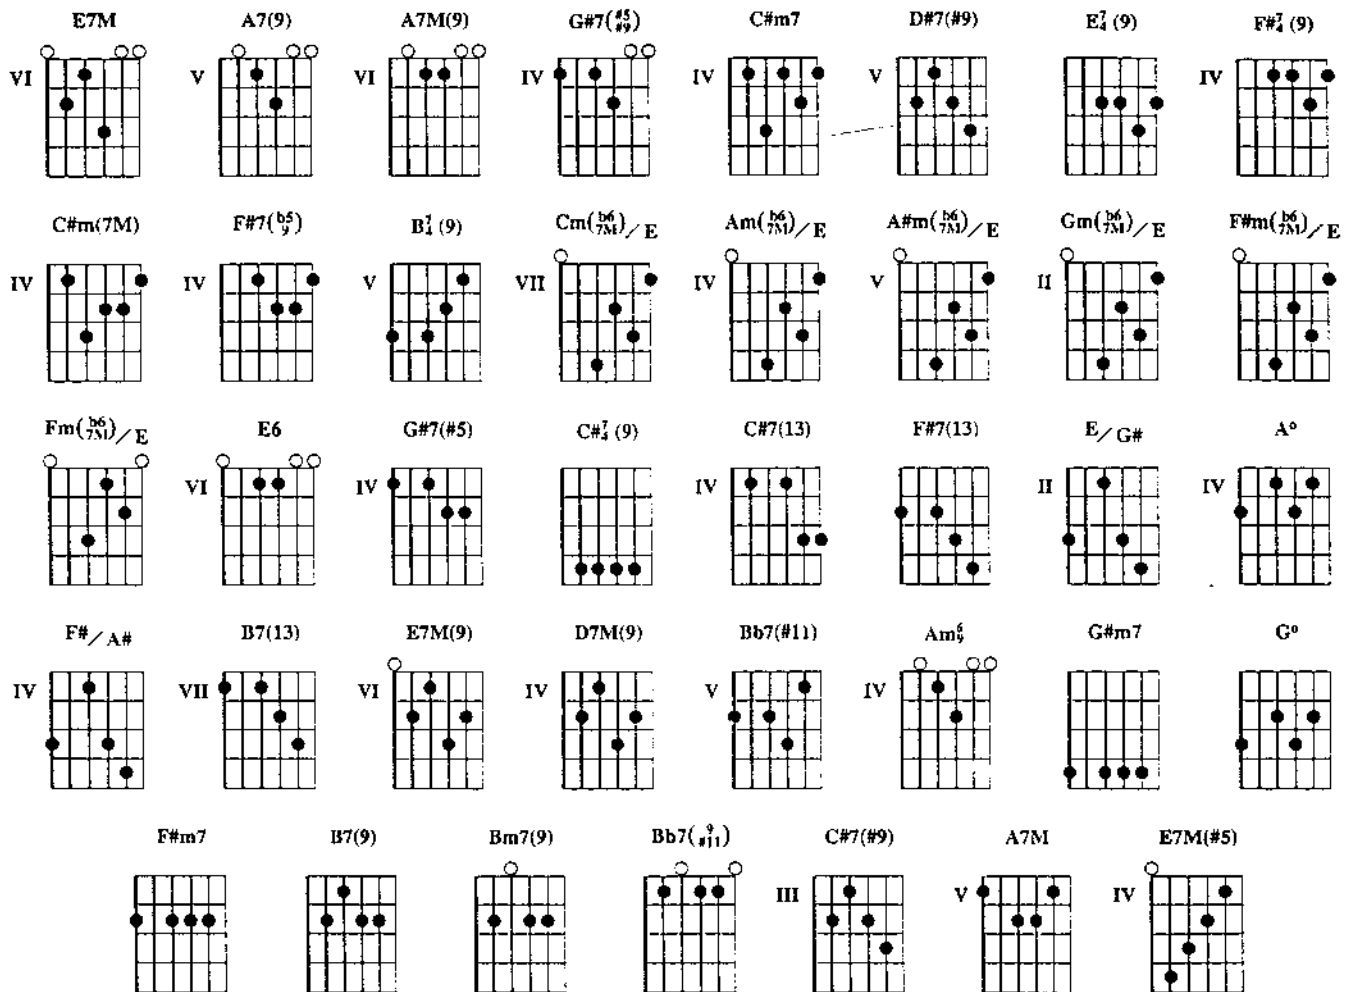 E7M A7(9) A7M(9) G#7(#5 #9) C#m7 D#7(#9) E7 4 (9) F#7 4 (9)
VI V VI IV IV V IV
C#m(7M) F#7(b5 9) B7 4 (9) Cm(b6 7M)/E Am(b6 7M)/E A#m(b6 7M)/E Gm(b6 7M)/E F#m(b6 7M)/E
IV IV V VII IV V II
Fm(b6 7M)/E E6 G#7(#5) C#7 4 (9) C#7(13) F#7(13) E/G# A°
VI IV IV II IV
F#/A# B7(13) E7M(9) D7M(9) Bb7(#11) Am6 9 G#m7 G°
IV VII VI IV V IV
F#m7 B7(9) Bm7(9) Bb7(9 #11) C#7(#9) A7M E7M(#5)
III V IV